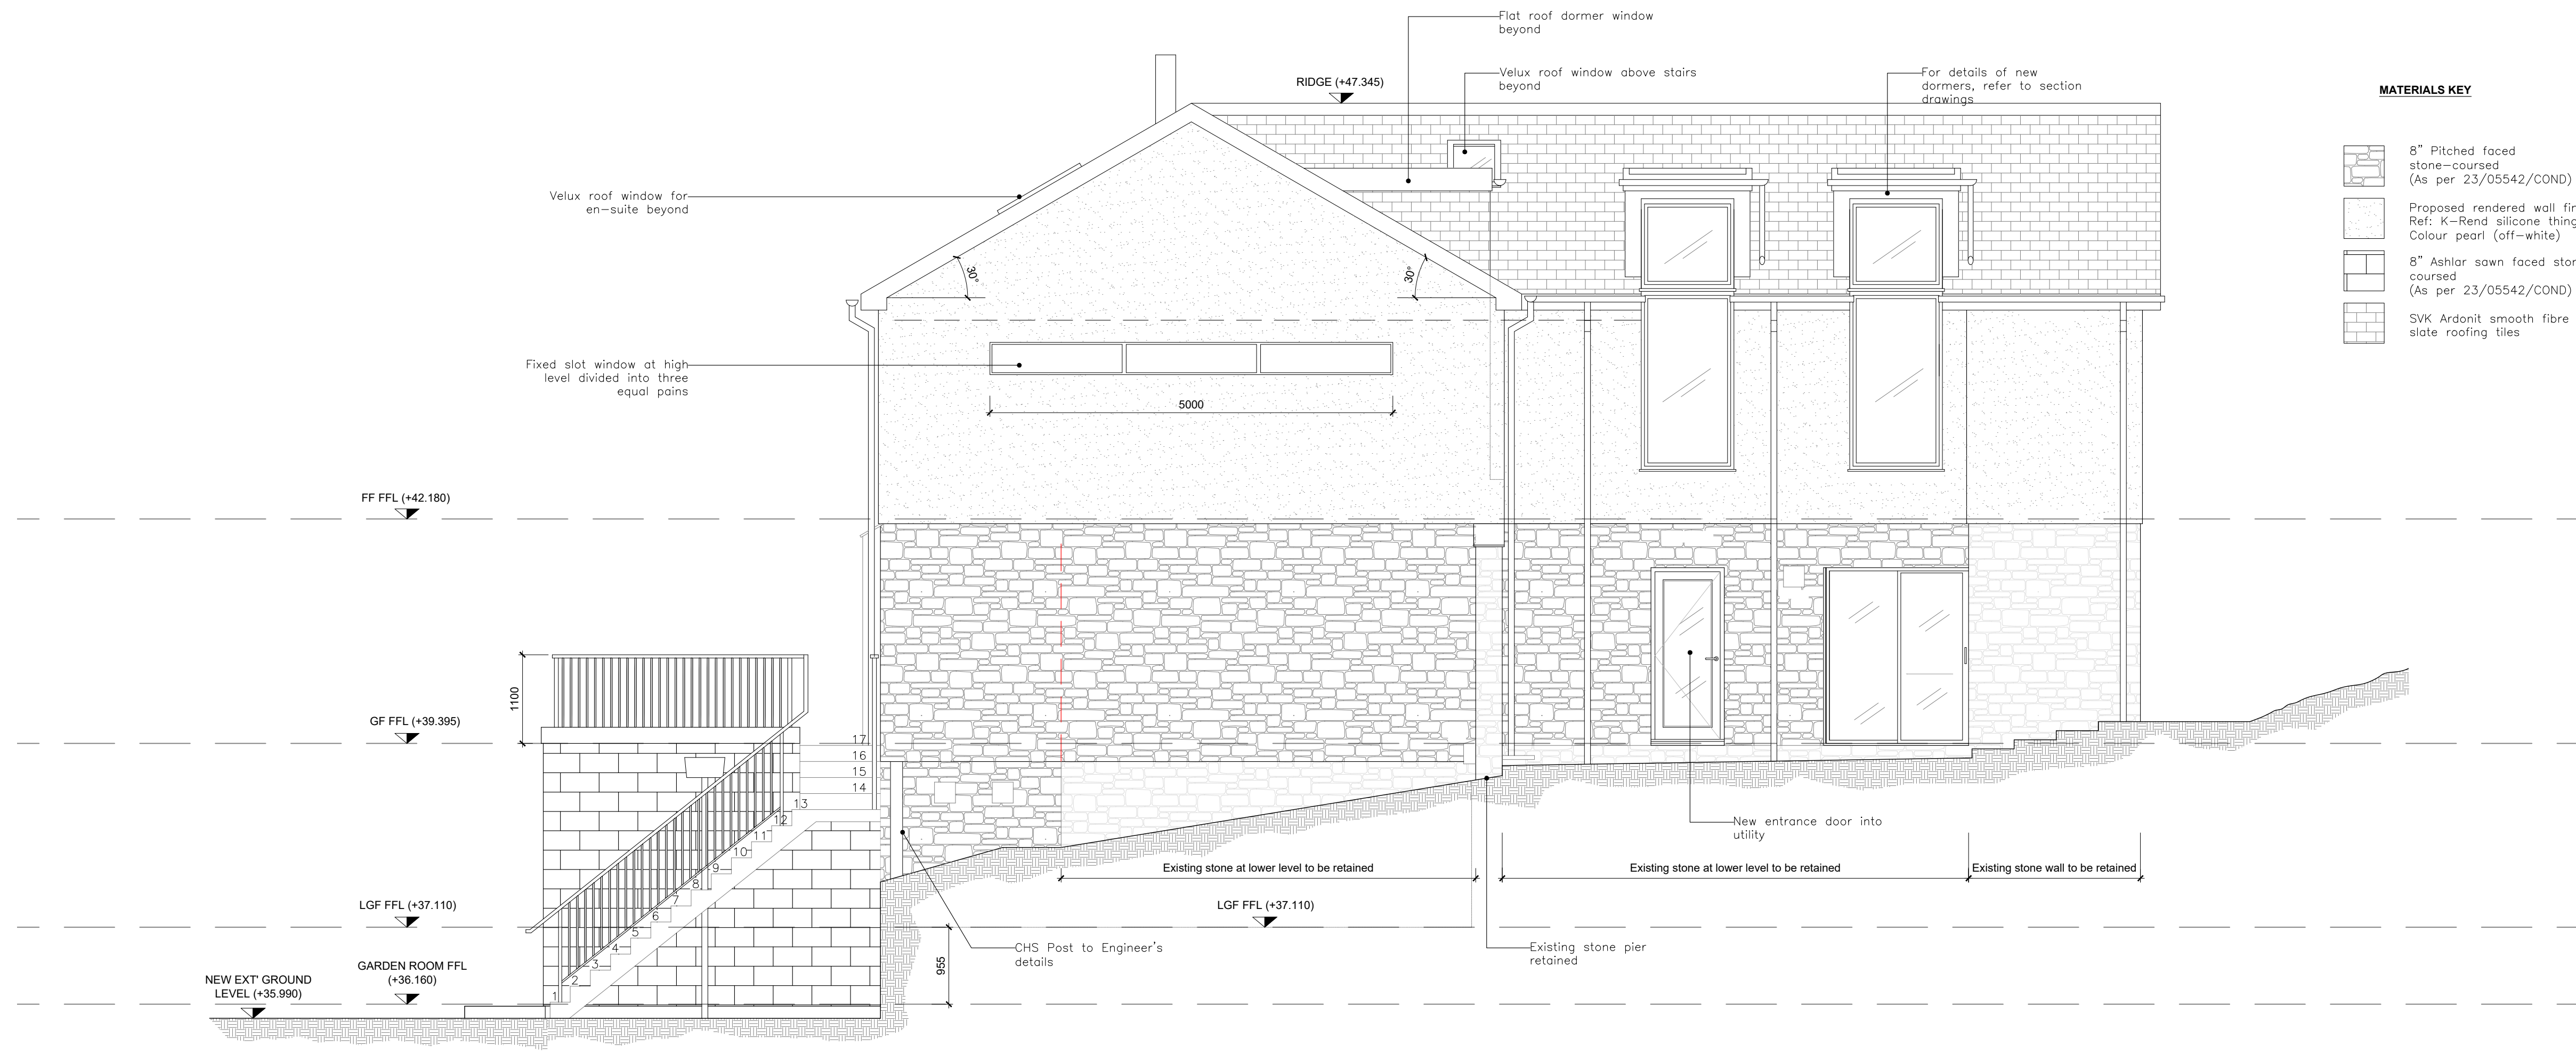 Flat roof dormer window
beyond
RIDGE (+47.345)
Velux roof window above stairs
beyond
For details of new
dormers, refer to section
drawings
MATERIALS KEY
8" Pitched faced
stone-coursed
(As per 23/05542/COND)
Proposed rendered wall fin
Ref: K-Rend silicone thing
Colour pearl (off-white)
8" Ashlar sawn faced ston
coursed
(As per 23/05542/COND)
SVK Ardonit smooth fibre
slate roofing tiles
Velux roof window for
en-suite beyond
30°
30°
Fixed slot window at high
level divided into three
equal pains
5000
FF FFL (+42.180)
1100
GF FFL (+39.395)
17
16
15
14
13
12
11
10
9
8
7
6
5
4
3
2
1
New entrance door into
utility
Existing stone at lower level to be retained
Existing stone at lower level to be retained
Existing stone wall to be retained
LGF FFL (+37.110)
LGF FFL (+37.110)
CHS Post to Engineer's
details
Existing stone pier
retained
955
NEW EXT' GROUND
LEVEL (+35.990)
GARDEN ROOM FFL
(+36.160)